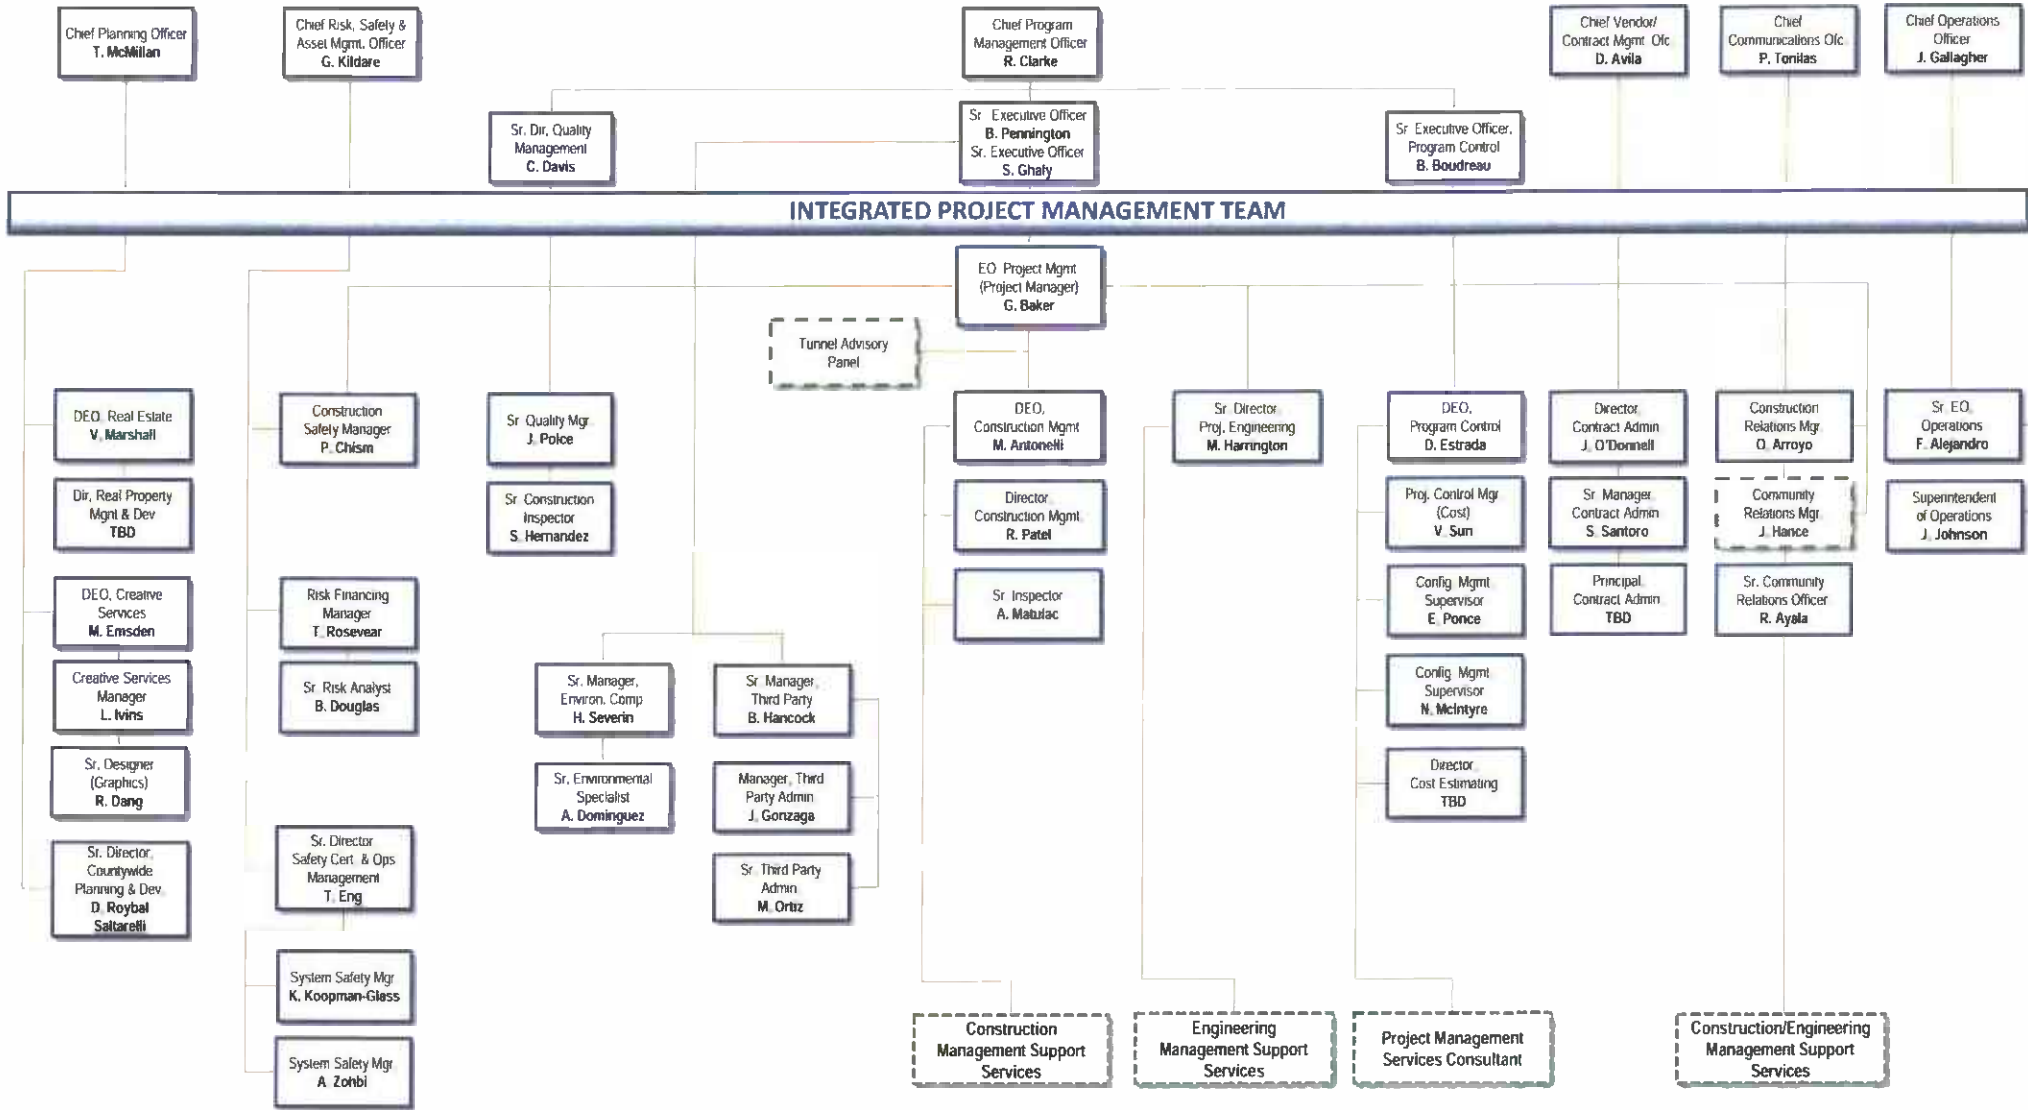 Chief Planning Officer
T. McMillan
Chief Risk, Safety &
Asset Mgmt. Officer
G. Kildare
Chief Program
Management Officer
R. Clarke
Chief Vendor/
Contract Mgmt Ofc
D. Avila
Chief
Communications Ofc
P. Tonilas
Chief Operations
Officer
J. Gallagher
Sr. Dir, Quality
Management
C. Davis
Sr Executive Officer
B. Pennington
Sr. Executive Officer
S. Ghaly
Sr Executive Officer,
Program Control
B. Boudreau
INTEGRATED PROJECT MANAGEMENT TEAM
EO Project Mgmt
(Project Manager)
G. Baker
Tunnel Advisory
Panel
DEO, Real Estate
V. Marshall
Dir, Real Property
Mgnt & Dev
TBD
DEO, Creative
Services
M. Emsden
Creative Services
Manager
L. Ivins
Sr, Designer
(Graphics)
R. Dang
Sr. Director,
Countywide
Planning & Dev
D. Roybal
Saltarelli
Construction
Safety Manager
P. Chism
Risk Financing
Manager
T. Rosevear
Sr. Risk Analyst
B. Douglas
Sr. Director
Safety Cert & Ops
Management
T. Eng
System Safety Mgr
K. Koopman-Glass
System Safety Mgr
A. Zohbi
Sr Quality Mgr
J. Polce
Sr Construction
Inspector
S. Hernandez
Sr. Manager,
Environ. Comp
H. Severin
Sr, Environmental
Specialist
A. Dominguez
Sr Manager,
Third Party
B. Hancock
Manager, Third
Party Admin
J. Gonzaga
Sr, Third Party
Admin
M. Ortiz
DEO,
Construction Mgmt
M. Antonelli
Director
Construction Mgmt.
R. Patel
Sr Inspector
A. Matulac
Sr Director
Proj. Engineering
M. Harrington
DEO,
Program Control
D. Estrada
Proj. Control Mgr
(Cost)
V. Sun
Config Mgmt
Supervisor
E. Ponce
Config. Mgmt
Supervisor
N. McIntyre
Director,
Cost Estimating
TBD
Director,
Contract Admin
J. O'Donnell
Sr Manager
Contract Admin
S. Santoro
Principal
Contract Admin
TBD
Construction
Relations Mgr
O. Arroyo
Community
Relations Mgr
J. Hance
Sr. Community
Relations Officer
R. Ayala
Sr EO,
Operations
F. Alejandro
Superintendent
of Operations
J. Johnson
Construction
Management Support
Services
Engineering
Management Support
Services
Project Management
Services Consultant
Construction/Engineering
Management Support
Services